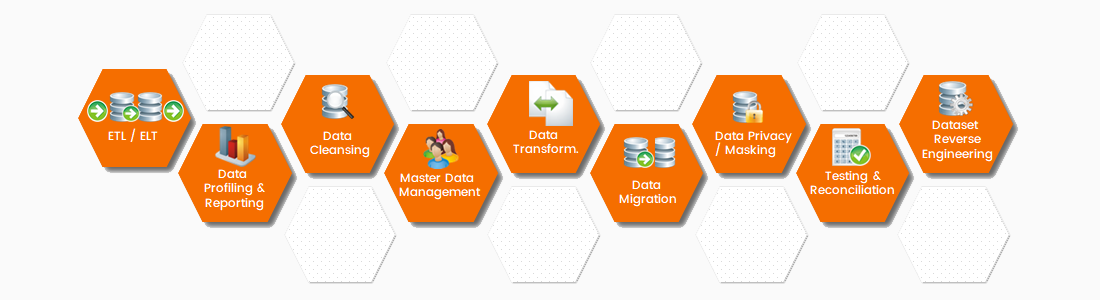 ETL / ELT
Data
Profiling &
Reporting
Data
Cleansing
Master Data
Management
Data
Transform.
Data
Migration
Data Privacy
/ Masking
Testing &
Reconciliation
Dataset
Reverse
Engineering